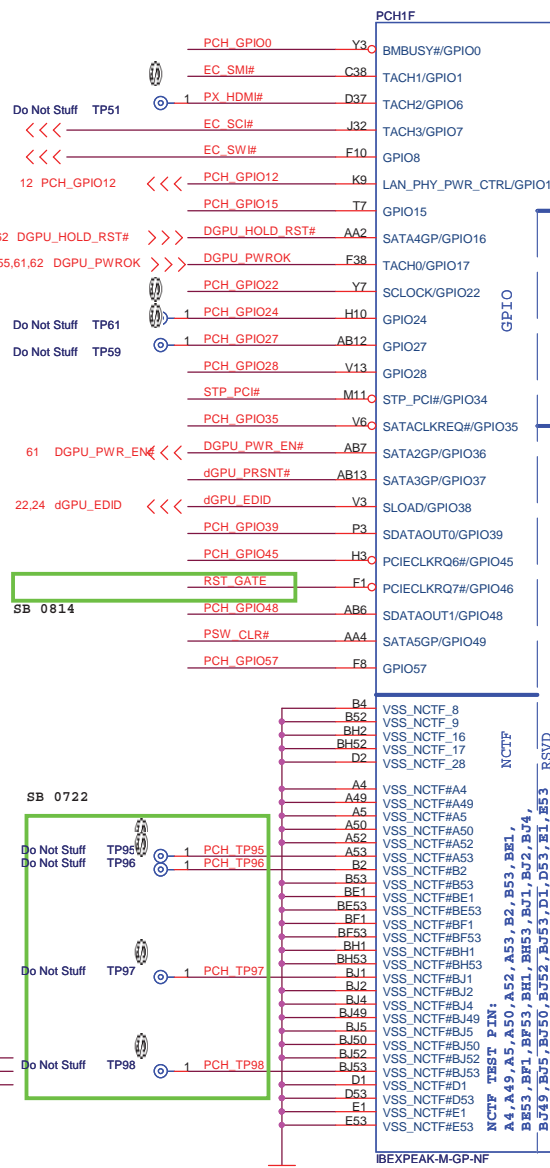 PCH1F
PCH_GPIO0 Y3 BMBUSY#/GPIO0
EC_SMI# C38 TACH1/GPIO1
Do Not Stuff TP51 1 PX_HDMI# D37 TACH2/GPIO6
EC_SCI# J32 TACH3/GPIO7
EC_SWI# F10 GPIO8
12 PCH_GPIO12 PCH_GPIO12 K9 LAN_PHY_PWR_CTRL/GPIO1
PCH_GPIO15 T7 GPIO15
62 DGPU_HOLD_RST# DGPU_HOLD_RST# AA2 SATA4GP/GPIO16
55,61,62 DGPU_PWROK DGPU_PWROK F38 TACH0/GPIO17
PCH_GPIO22 Y7 SCLOCK/GPIO22
Do Not Stuff TP61 1 PCH_GPIO24 H10 GPIO24
Do Not Stuff TP59 1 PCH_GPIO27 AB12 GPIO27
PCH_GPIO28 V13 GPIO28
STP_PCI# M11 STP_PCI#/GPIO34
PCH_GPIO35 V6 SATACLKREQ#/GPIO35
61 DGPU_PWR_EN# DGPU_PWR_EN# AB7 SATA2GP/GPIO36
dGPU_PRSNT# AB13 SATA3GP/GPIO37
22,24 dGPU_EDID dGPU_EDID V3 SLOAD/GPIO38
PCH_GPIO39 P3 SDATAOUT0/GPIO39
PCH_GPIO45 H3 PCIECLKRQ6#/GPIO45
RST_GATE F1 PCIECLKRQ7#/GPIO46
SB 0814
PCH_GPIO48 AB6 SDATAOUT1/GPIO48
PSW_CLR# AA4 SATA5GP/GPIO49
PCH_GPIO57 F8 GPIO57
GPIO
B4 VSS_NCTF_8
B52 VSS_NCTF_9
BH2 VSS_NCTF_16
BH52 VSS_NCTF_17
D2 VSS_NCTF_28
NCTF
RSVD
SB 0722
A4 VSS_NCTF#A4
A49 VSS_NCTF#A49
A5 VSS_NCTF#A5
A50 VSS_NCTF#A50
A52 VSS_NCTF#A52
Do Not Stuff TP95 1 PCH_TP95 A53 VSS_NCTF#A53
Do Not Stuff TP96 1 PCH_TP96 B2 VSS_NCTF#B2
B53 VSS_NCTF#B53
BE1 VSS_NCTF#BE1
BE53 VSS_NCTF#BE53
BF1 VSS_NCTF#BF1
BF53 VSS_NCTF#BF53
BH1 VSS_NCTF#BH1
BH53 VSS_NCTF#BH53
Do Not Stuff TP97 1 PCH_TP97 BJ1 VSS_NCTF#BJ1
BJ2 VSS_NCTF#BJ2
BJ4 VSS_NCTF#BJ4
BJ49 VSS_NCTF#BJ49
BJ5 VSS_NCTF#BJ5
BJ50 VSS_NCTF#BJ50
BJ52 VSS_NCTF#BJ52
Do Not Stuff TP98 1 PCH_TP98 BJ53 VSS_NCTF#BJ53
D1 VSS_NCTF#D1
D53 VSS_NCTF#D53
E1 VSS_NCTF#E1
E53 VSS_NCTF#E53
NCTF TEST PIN:
A4,A49,A5,A50,A52,A53,B2,B53,BE1,
BE53,BF1,BF53,BH1,BH53,BJ1,BJ2,BJ4,
BJ49,BJ5,BJ50,BJ52,BJ53,D1,D53,E1,E53
IBEXPEAK-M-GP-NF